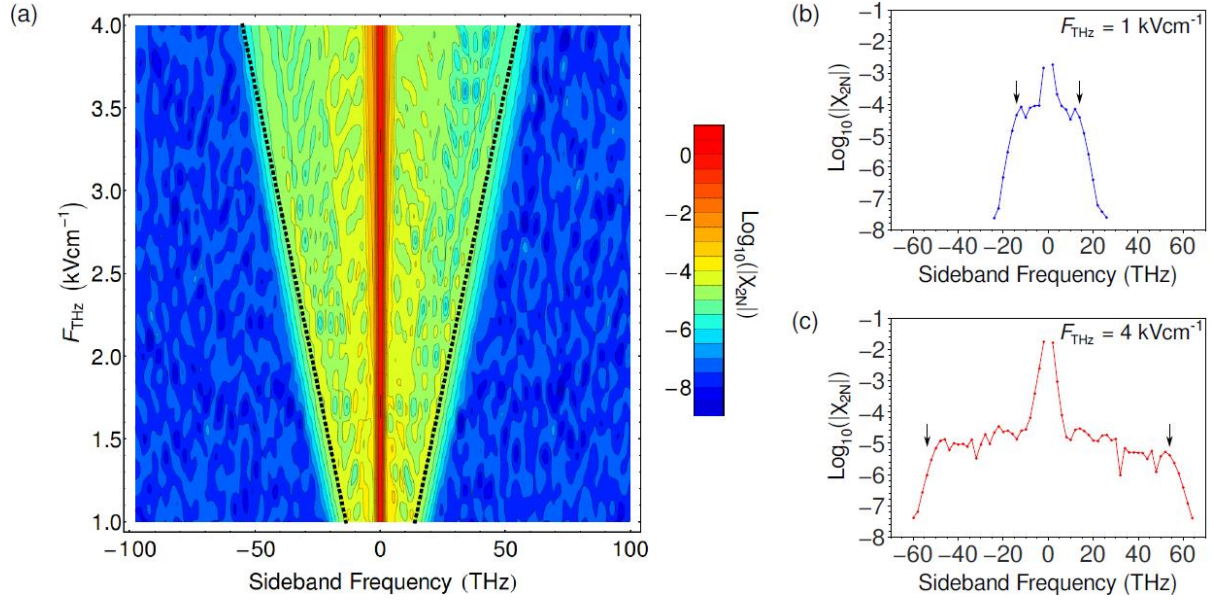 (a)
4.0
3.5
3.0
2.5
2.0
1.5
1.0
F_THz (kVcm⁻¹)
−100 −50 0 50 100
Sideband Frequency (THz)
0
−2
−4
−6
−8
Log₁₀(|χ₂N|)
(b)
F_THz = 1 kVcm⁻¹
−1
−2
−3
−4
−5
−6
−7
−8
Log₁₀(|χ₂N|)
−60 −40 −20 0 20 40 60
Sideband Frequency (THz)
(c)
F_THz = 4 kVcm⁻¹
−1
−2
−3
−4
−5
−6
−7
−8
Log₁₀(|χ₂N|)
−60 −40 −20 0 20 40 60
Sideband Frequency (THz)